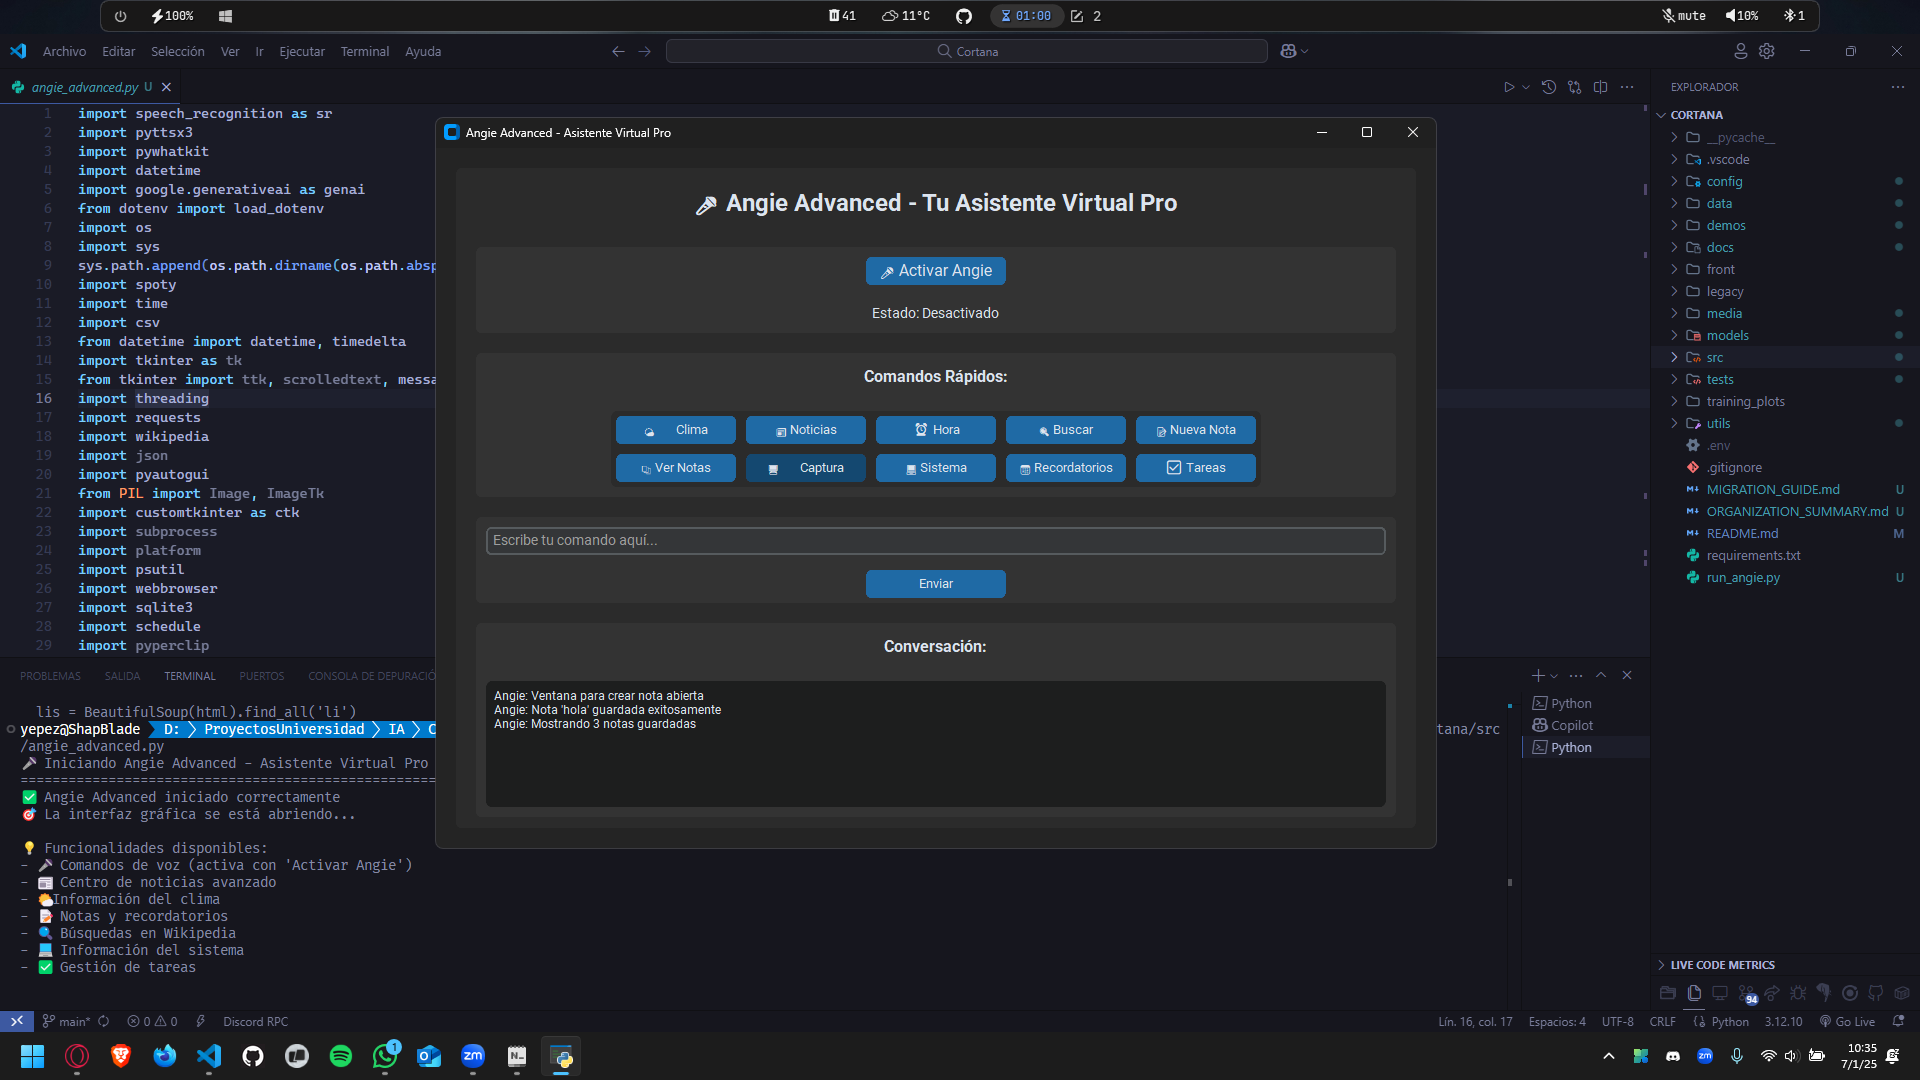 100%
41
11°C
01:00
2
mute
10%
1
Archivo Editar Selección Ver Ir Ejecutar Terminal Ayuda
Cortana
angie_advanced.py U
1 import speech_recognition as sr
2 import pyttsx3
3 import pywhatkit
4 import datetime
5 import google.generativeai as genai
6 from dotenv import load_dotenv
7 import os
8 import sys
9 sys.path.append(os.path.dirname(os.path.absp
10 import spoty
11 import time
12 import csv
13 from datetime import datetime, timedelta
14 import tkinter as tk
15 from tkinter import ttk, scrolledtext, messa
16 import threading
17 import requests
18 import wikipedia
19 import json
20 import pyautogui
21 from PIL import Image, ImageTk
22 import customtkinter as ctk
23 import subprocess
24 import platform
25 import psutil
26 import webbrowser
27 import sqlite3
28 import schedule
29 import pyperclip
Angie Advanced - Asistente Virtual Pro
Angie Advanced - Tu Asistente Virtual Pro
Activar Angie
Estado: Desactivado
Comandos Rápidos:
Clima Noticias Hora Buscar Nueva Nota
Ver Notas Captura Sistema Recordatorios Tareas
Escribe tu comando aquí...
Enviar
Conversación:
Angie: Ventana para crear nota abierta
Angie: Nota 'hola' guardada exitosamente
Angie: Mostrando 3 notas guardadas
EXPLORADOR
CORTANA
__pycache__
.vscode
config
data
demos
docs
front
legacy
media
models
src
tests
training_plots
utils
.env
.gitignore
MIGRATION_GUIDE.md U
ORGANIZATION_SUMMARY.md U
README.md M
requirements.txt
run_angie.py U
LIVE CODE METRICS
94
PROBLEMAS SALIDA TERMINAL PUERTOS CONSOLA DE DEPURACIÓ
lis = BeautifulSoup(html).find_all('li')
yepez@ShapBlade D: ProyectosUniversidad IA C tana/src
/angie_advanced.py
Iniciando Angie Advanced - Asistente Virtual Pro
=====================================================
Angie Advanced iniciado correctamente
La interfaz gráfica se está abriendo...
Funcionalidades disponibles:
- Comandos de voz (activa con 'Activar Angie')
- Centro de noticias avanzado
- Información del clima
- Notas y recordatorios
- Búsquedas en Wikipedia
- Información del sistema
- Gestión de tareas
Python
Copilot
Python
main* 0 0 Discord RPC
Lín. 16, col. 17 Espacios: 4 UTF-8 CRLF Python 3.12.10 Go Live
1
zm
N
zm
10:35
7/1/25